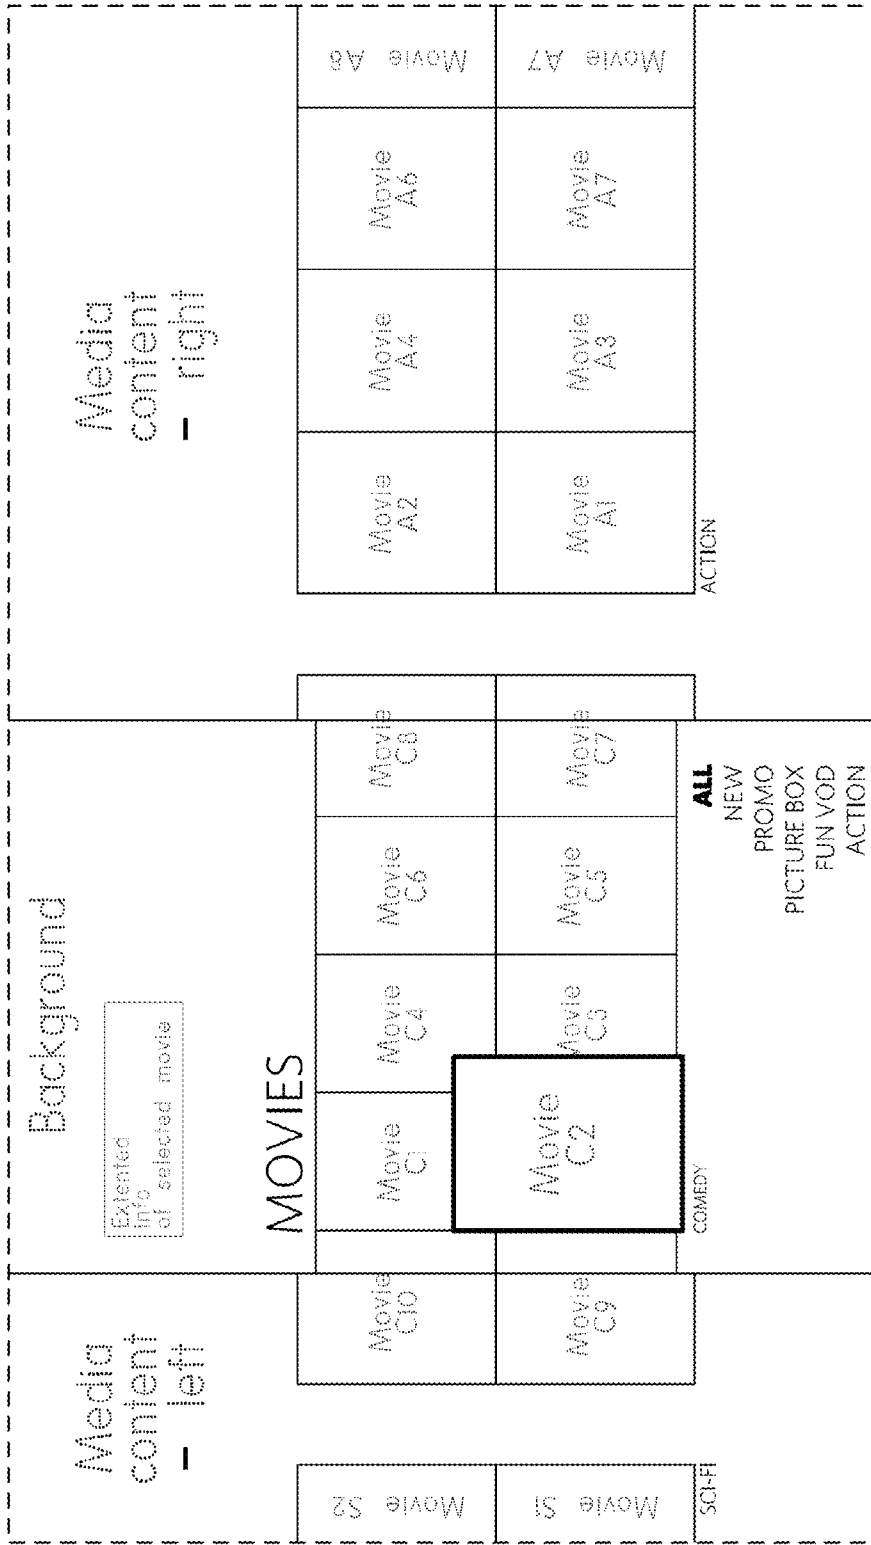 Media
content
– left
Background
Extented
info
of selected movie
Media
content
– right
MOVIES
Movie S2
Movie
C10
Movie
C1
Movie
C4
Movie
C6
Movie
C8
Movie
A2
Movie
A4
Movie
A6
Movie A8
Movie S1
Movie
C9
Movie
C2
Movie
C3
Movie
C5
Movie
C7
Movie
A1
Movie
A3
Movie
A7
Movie A7
SCI-FI
COMEDY
ACTION
ALL
NEW
PROMO
PICTURE BOX
FUN VOD
ACTION